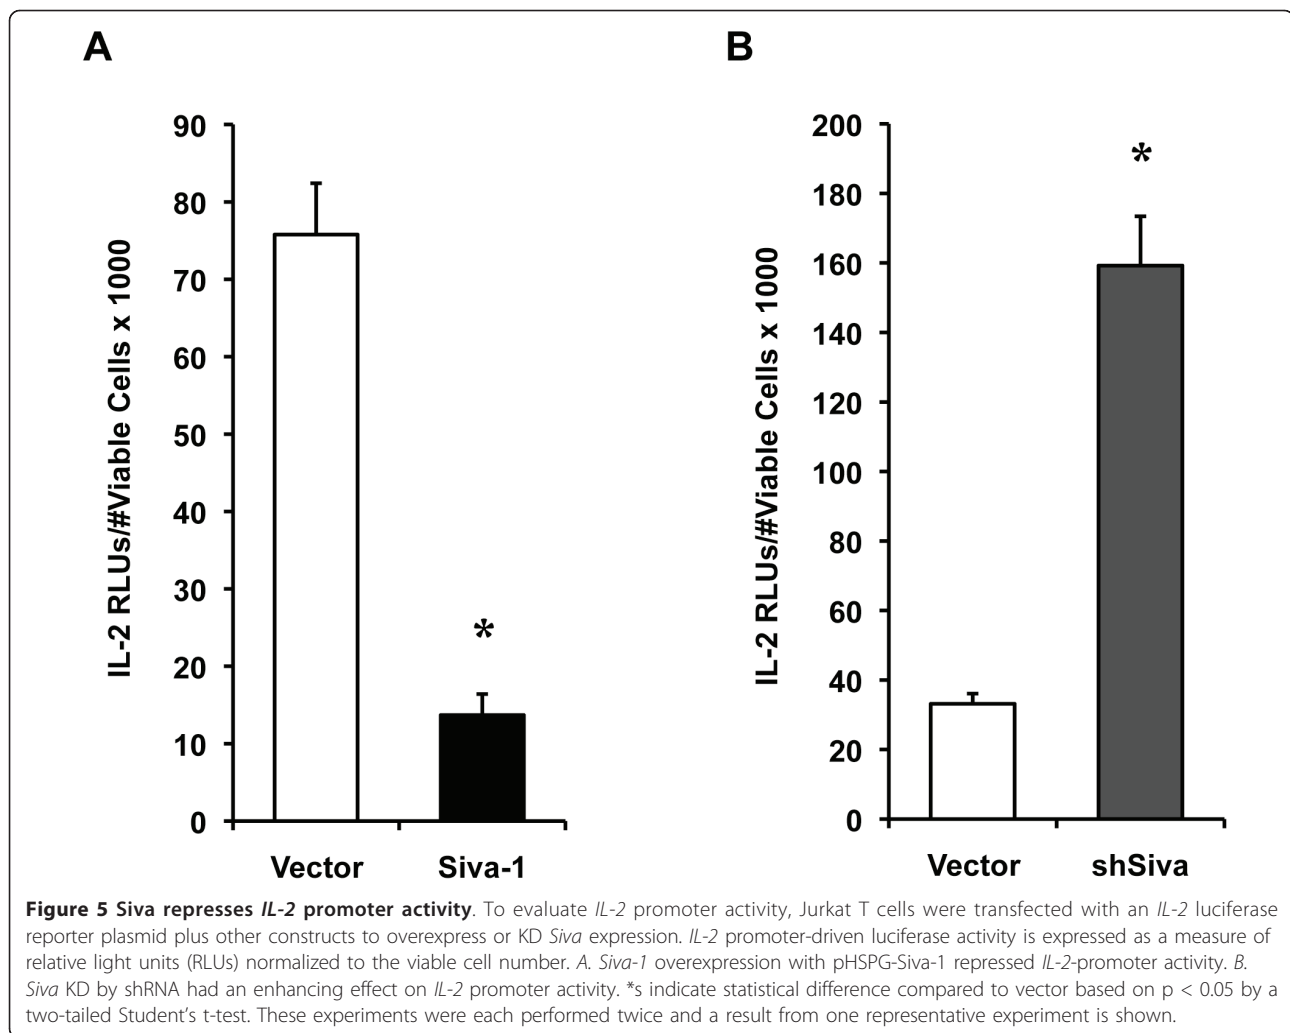 A
B
90
80
70
60
50
40
30
20
10
0
IL-2 RLUs/#Viable Cells x 1000
*
Vector
Siva-1
200
180
160
140
120
100
80
60
40
20
0
IL-2 RLUs/#Viable Cells x 1000
*
Vector
shSiva
Figure 5 Siva represses IL-2 promoter activity. To evaluate IL-2 promoter activity, Jurkat T cells were transfected with an IL-2 luciferase
reporter plasmid plus other constructs to overexpress or KD Siva expression. IL-2 promoter-driven luciferase activity is expressed as a measure of
relative light units (RLUs) normalized to the viable cell number. A. Siva-1 overexpression with pHSPG-Siva-1 repressed IL-2-promoter activity. B.
Siva KD by shRNA had an enhancing effect on IL-2 promoter activity. *s indicate statistical difference compared to vector based on p < 0.05 by a
two-tailed Student's t-test. These experiments were each performed twice and a result from one representative experiment is shown.